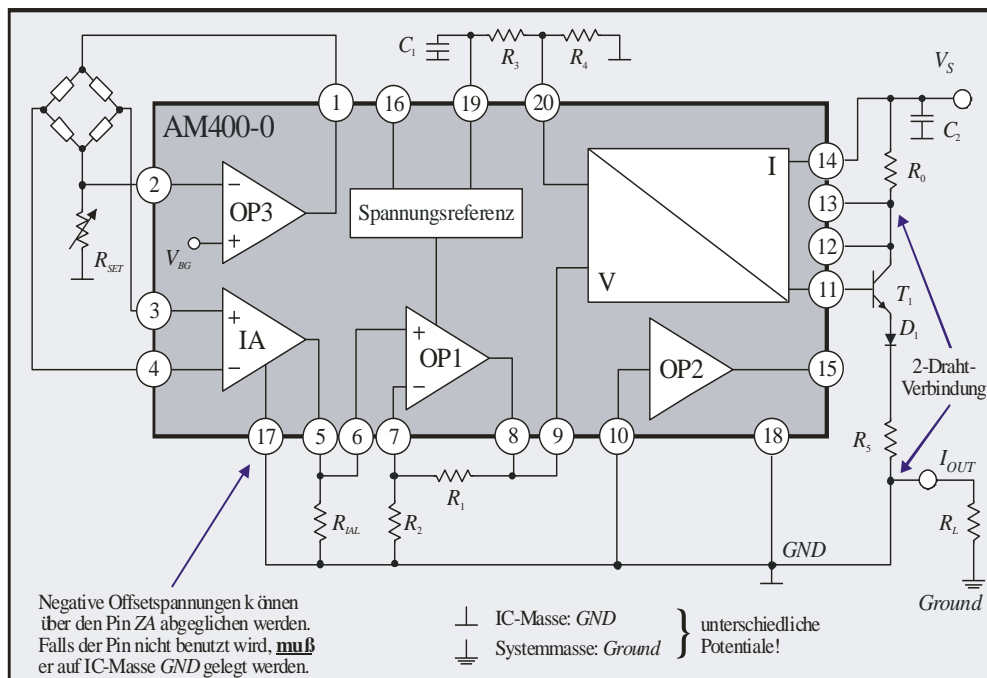 C1
R3
R4
VS
1
16
19
20
AM400-0
C2
I
14
R0
2
OP3
Spannungsreferenz
13
VBG
RSET
12
V
11
T1
3
IA
OP1
D1
OP2
15
2-Draht-
Verbindung
4
17
5
6
7
8
9
10
18
R5
IOUT
R1
RIAL
R2
RL
GND
Negative Offsetspannungen k önnen
über den Pin ZA abgeglichen werden.
Falls der Pin nicht benutzt wird, muß
er auf IC-Masse GND gelegt werden.
IC-Masse: GND
Systemmasse: Ground
unterschiedliche
Potentiale!
Ground